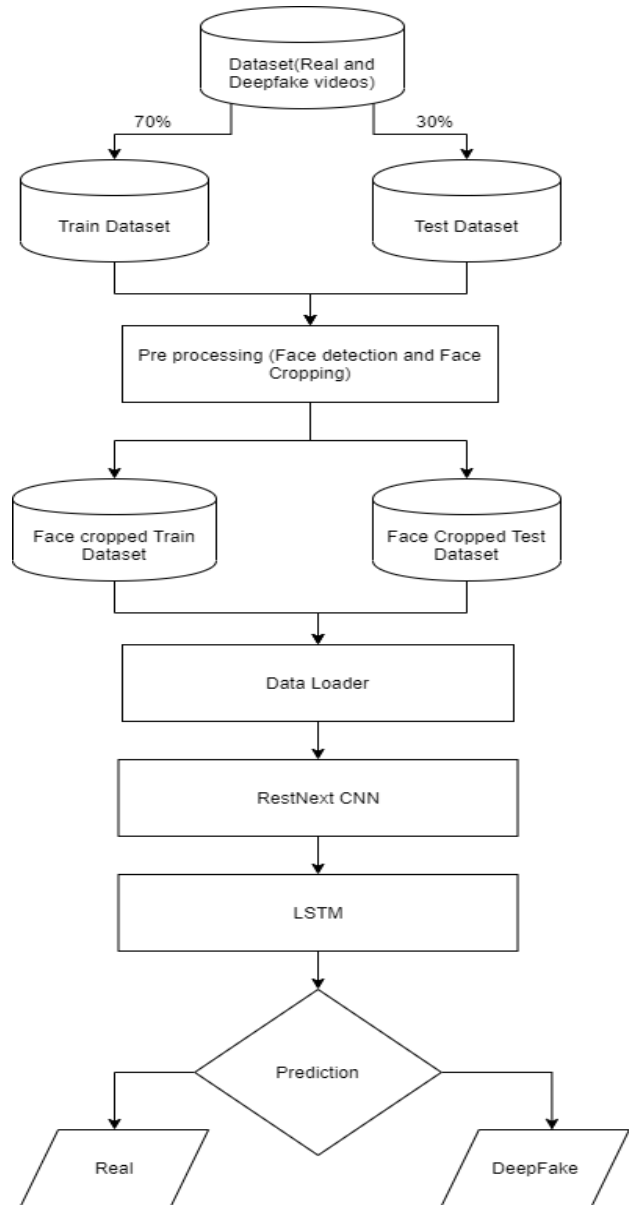 Dataset(Real and
Deepfake videos)
70%
30%
Train Dataset
Test Dataset
Pre processing (Face detection and Face
Cropping)
Face cropped Train
Dataset
Face Cropped Test
Dataset
Data Loader
RestNext CNN
LSTM
Prediction
Real
DeepFake